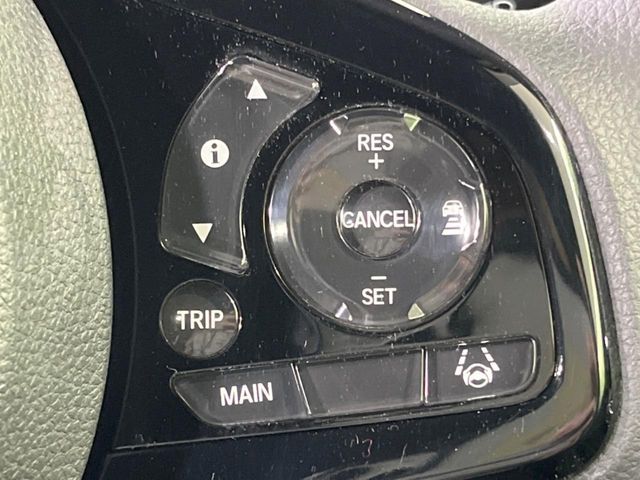 RES
+
CANCEL
-
SET
TRIP
MAIN